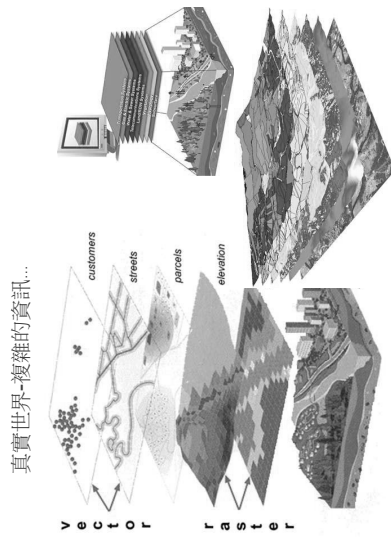 真實世界-複雜的資訊...
vector
customers
streets
parcels
elevation
raster